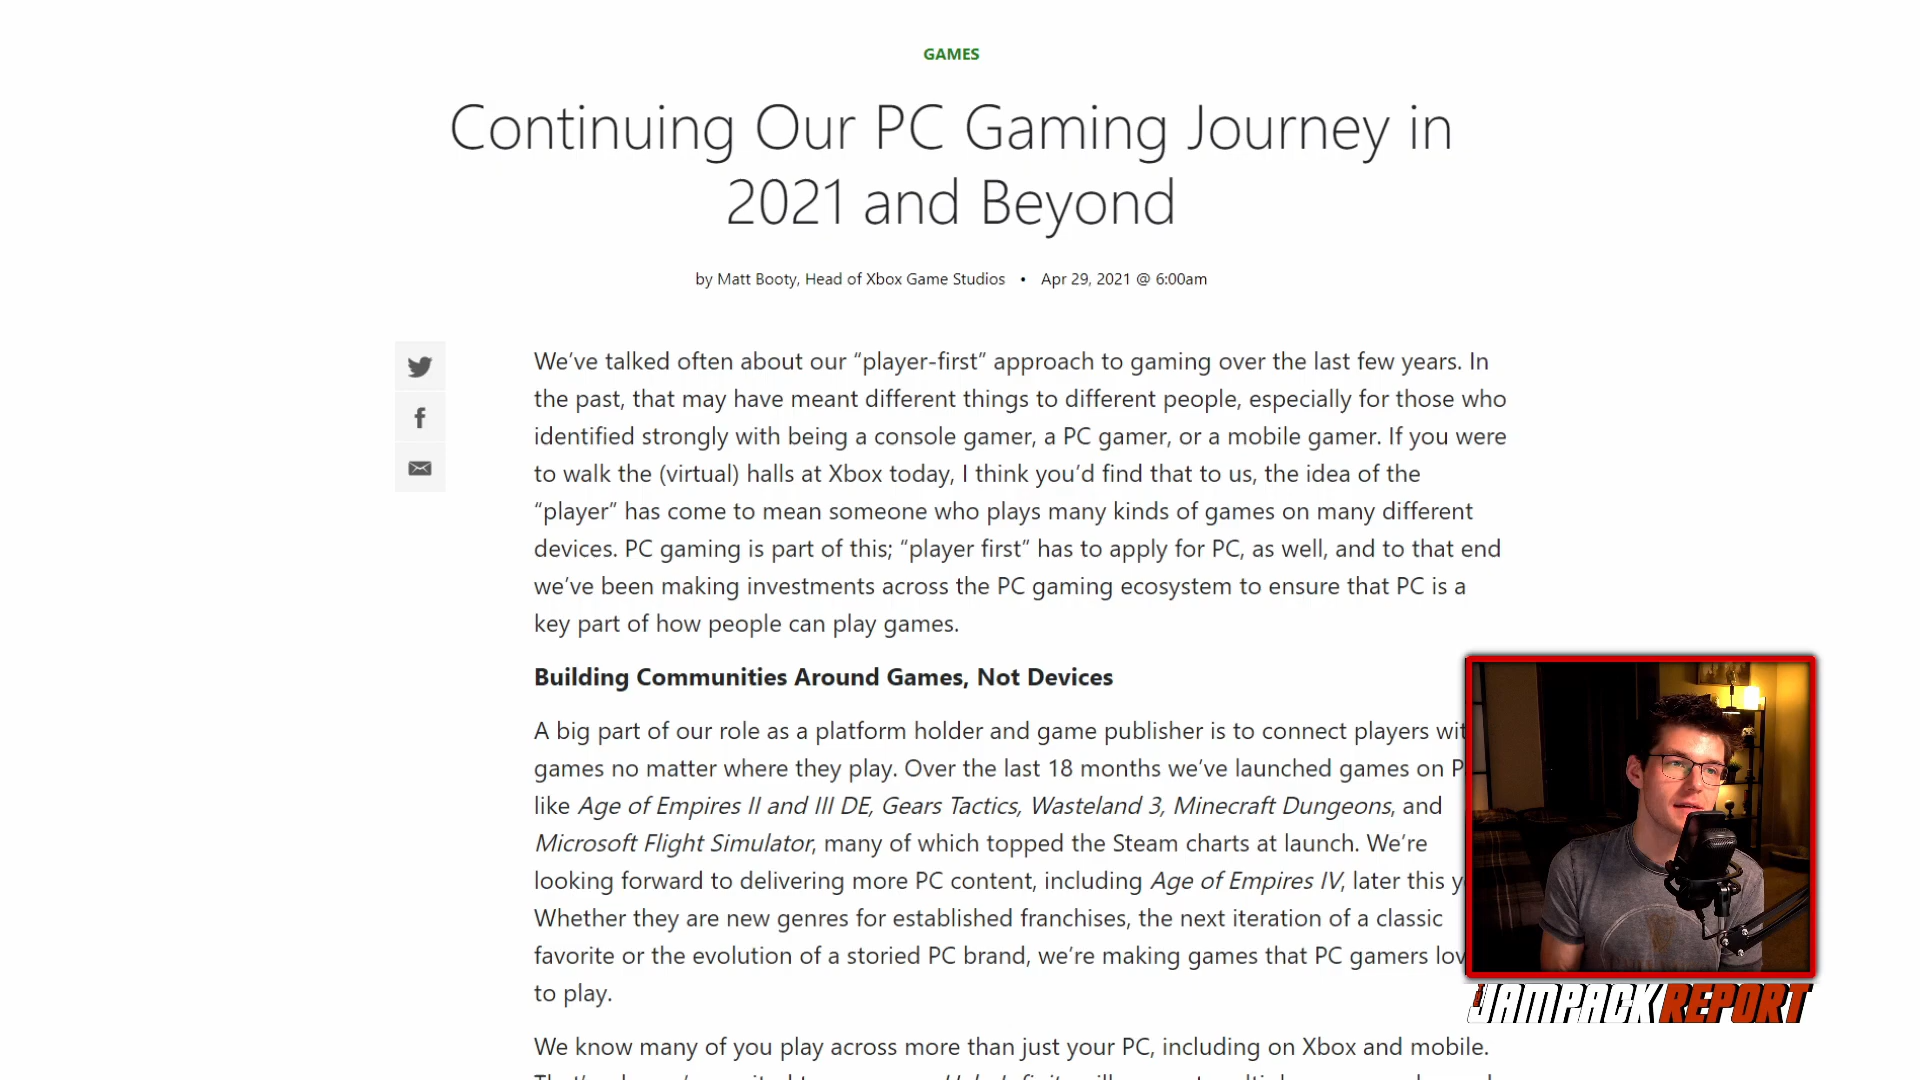 GAMES
Continuing Our PC Gaming Journey in
2021 and Beyond
by Matt Booty, Head of Xbox Game Studios • Apr 29, 2021 @ 6:00am
We’ve talked often about our “player-first” approach to gaming over the last few years. In
the past, that may have meant different things to different people, especially for those who
identified strongly with being a console gamer, a PC gamer, or a mobile gamer. If you were
to walk the (virtual) halls at Xbox today, I think you’d find that to us, the idea of the
“player” has come to mean someone who plays many kinds of games on many different
devices. PC gaming is part of this; “player first” has to apply for PC, as well, and to that end
we’ve been making investments across the PC gaming ecosystem to ensure that PC is a
key part of how people can play games.
Building Communities Around Games, Not Devices
A big part of our role as a platform holder and game publisher is to connect players
games no matter where they play. Over the last 18 months we’ve launched games on
like Age of Empires II and III DE, Gears Tactics, Wasteland 3, Minecraft Dungeons, and
Microsoft Flight Simulator, many of which topped the Steam charts at launch. We’re
looking forward to delivering more PC content, including Age of Empires IV, later this
Whether they are new genres for established franchises, the next iteration of a classic
favorite or the evolution of a storied PC brand, we’re making games that PC gamers
to play.
We know many of you play across more than just your PC, including on Xbox and mobile.
JAMPACK REPORT